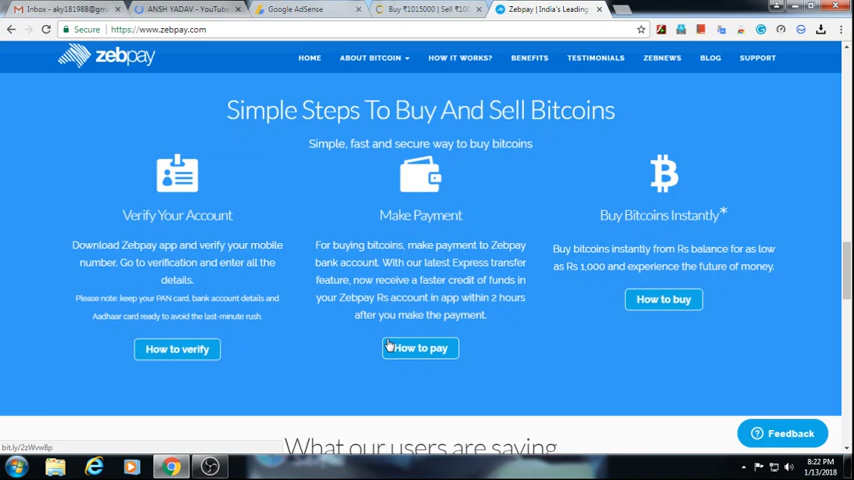 Inbox - aky181988@gm
ANSH YADAV - YouTub
Google AdSense
Buy ₹1015000 | Sell ₹10
Zebpay | India's Leading
Secure https://www.zebpay.com
zebpay
HOME ABOUT BITCOIN HOW IT WORKS? BENEFITS TESTIMONIALS ZEBNEWS BLOG SUPPORT
Simple Steps To Buy And Sell Bitcoins
Simple, fast and secure way to buy bitcoins
Verify Your Account
Download Zebpay app and verify your mobile
number. Go to verification and enter all the
details.
Please note: keep your PAN card, bank account details and
Aadhaar card ready to avoid the last-minute rush.
How to verify
Make Payment
For buying bitcoins, make payment to Zebpay
bank account. With our latest Express transfer
feature, now receive a faster credit of funds in
your Zebpay Rs account in app within 2 hours
after you make the payment.
How to pay
Buy Bitcoins Instantly*
Buy bitcoins instantly from Rs balance for as low
as Rs 1,000 and experience the future of money.
How to buy
What our users are saying
Feedback
bit.ly/2zWvw8p
8:22 PM
1/13/2018